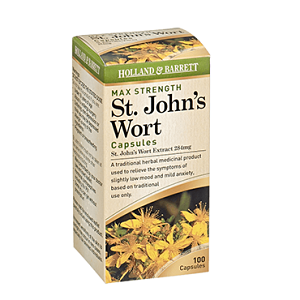 HOLLAND & BARRETT
MAX STRENGTH
St. John's
Wort
Capsules
St. John's Wort Extract 284mg
A traditional herbal medicinal product
used to relieve the symptoms of
slightly low mood and mild anxiety,
based on traditional
use only.
100
Capsules